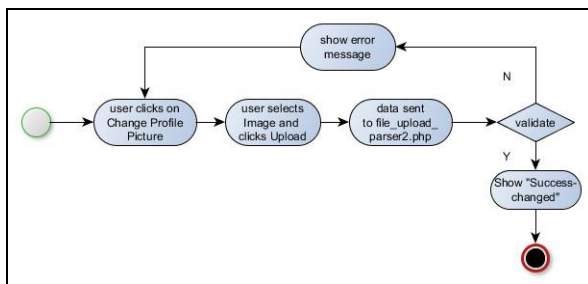 show error
message
N
user clicks on
Change Profile
Picture
user selects
Image and
clicks Upload
data sent
to file_upload_
parser2.php
validate
Y
Show "Success-
changed"